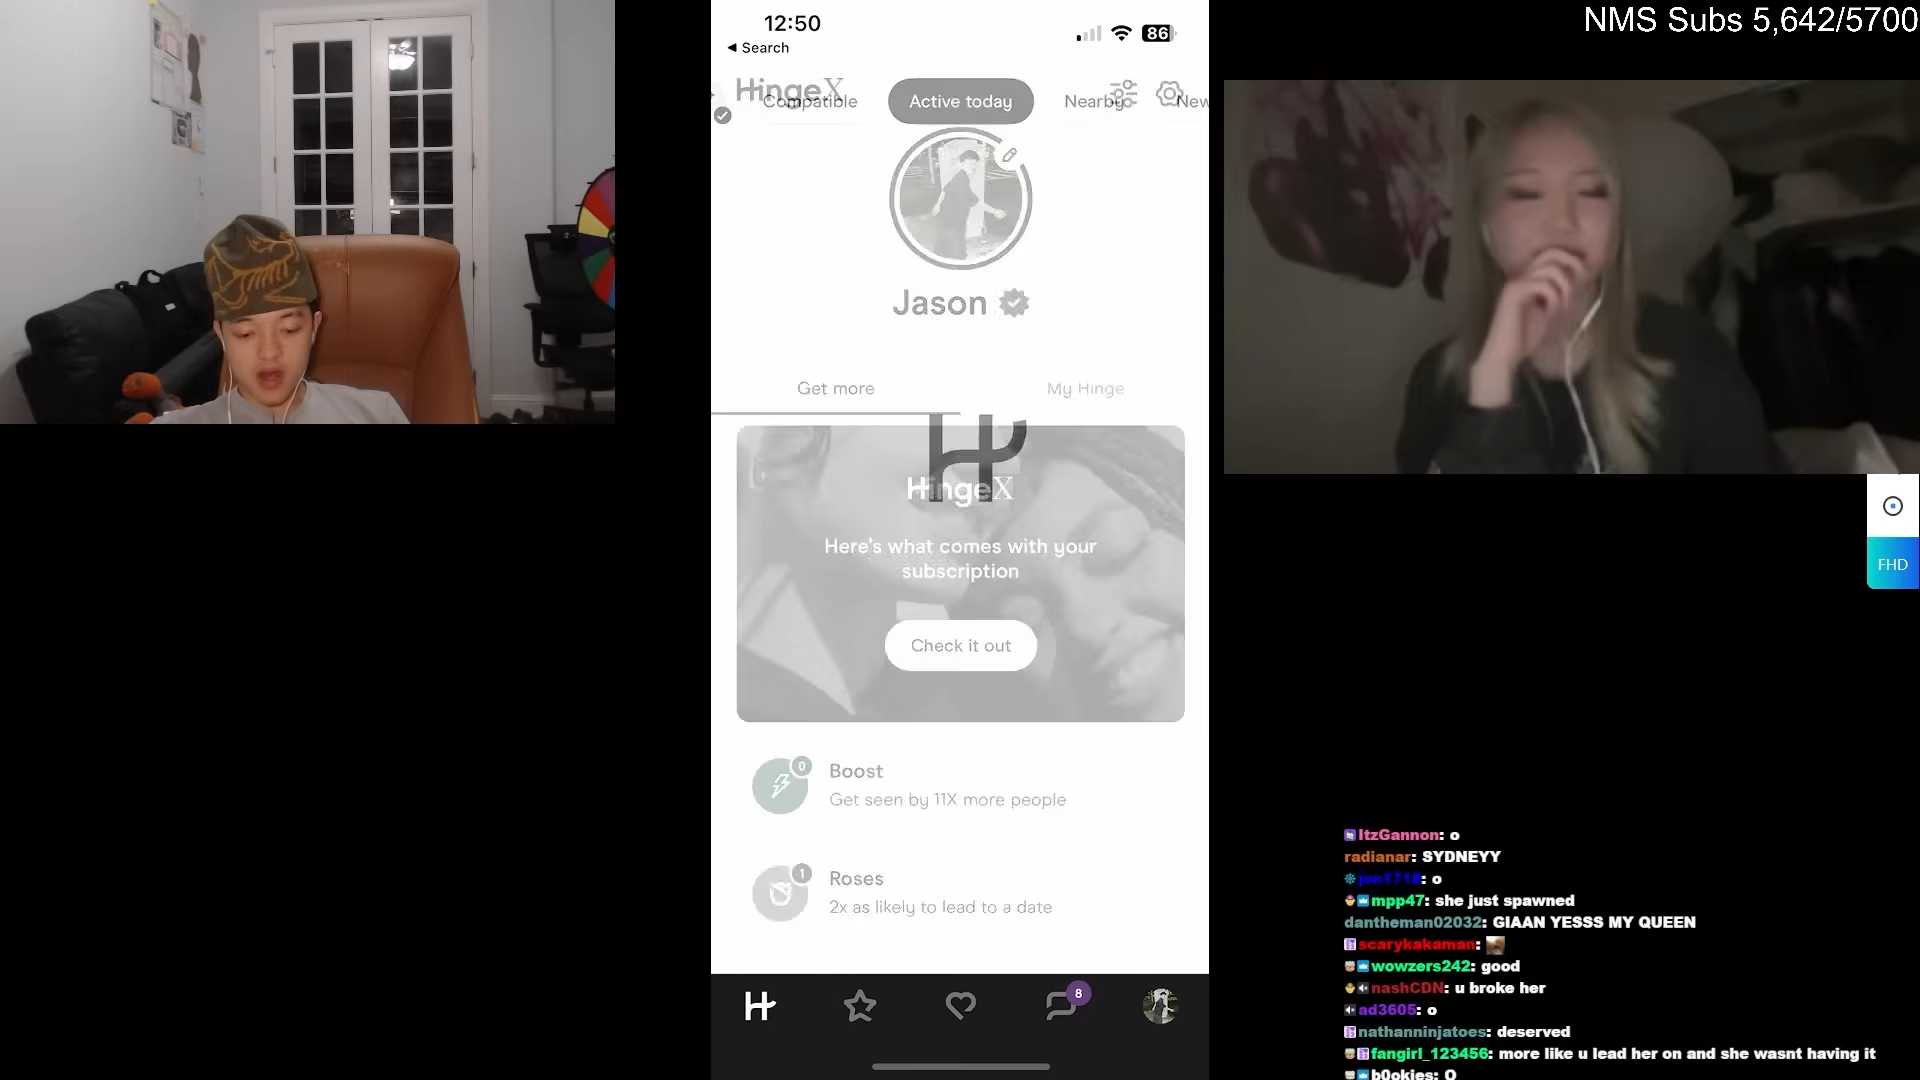 NMS Subs 5,642/5700
12:50
86
Search
HingeX
Compatible
Active today
Nearby
New
Jason
Get more
My Hinge
HingeX
Here's what comes with your
subscription
Check it out
0
Boost
Get seen by 11X more people
1
Roses
2x as likely to lead to a date
8
FHD
ItzGannon: o
radianar: SYDNEYY
jon1718: o
mpp47: she just spawned
dantheman02032: GIAAN YESSS MY QUEEN
scarykakaman:
wowzers242: good
nashCDN: u broke her
ad3605: o
nathanninjatoes: deserved
fangirl_123456: more like u lead her on and she wasnt having it
b0okies: O